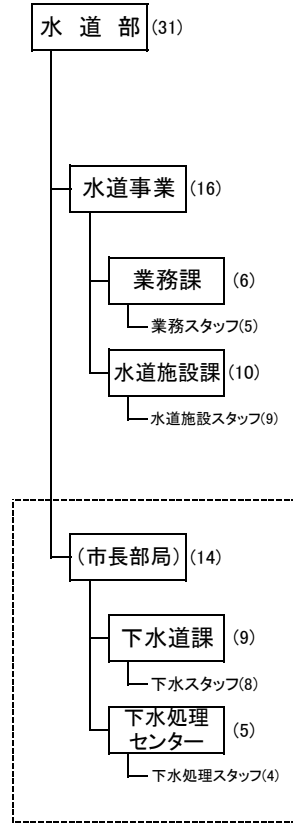 水 道 部 (31)
水道事業 (16)
業務課 (6)
業務スタッフ(5)
水道施設課 (10)
水道施設スタッフ(9)
(市長部局) (14)
下水道課 (9)
下水スタッフ(8)
下水処理
センター (5)
下水処理スタッフ(4)